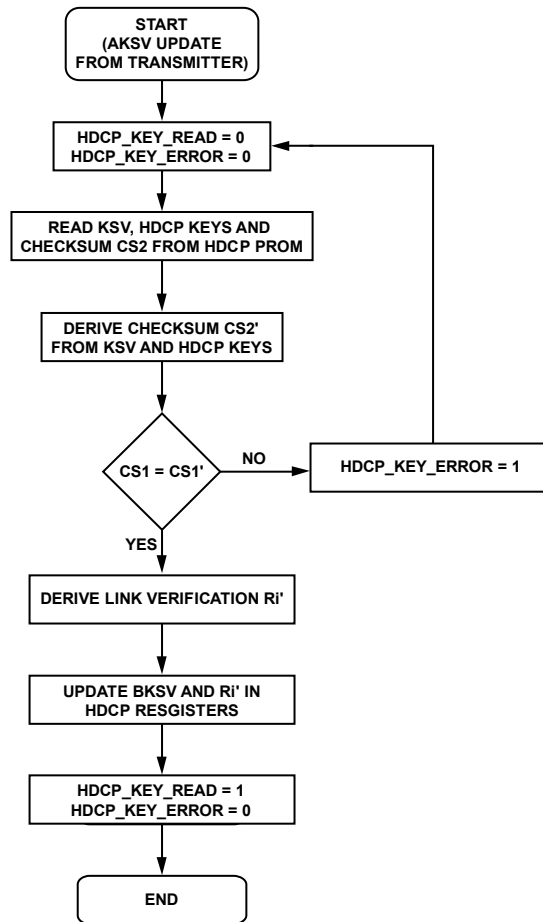 START
(AKSV UPDATE
FROM TRANSMITTER)
HDCP_KEY_READ = 0
HDCP_KEY_ERROR = 0
READ KSV, HDCP KEYS AND
CHECKSUM CS2 FROM HDCP PROM
DERIVE CHECKSUM CS2'
FROM KSV AND HDCP KEYS
CS1 = CS1'
NO
HDCP_KEY_ERROR = 1
YES
DERIVE LINK VERIFICATION Ri'
UPDATE BKSV AND Ri' IN
HDCP RESGISTERS
HDCP_KEY_READ = 1
HDCP_KEY_ERROR = 0
END